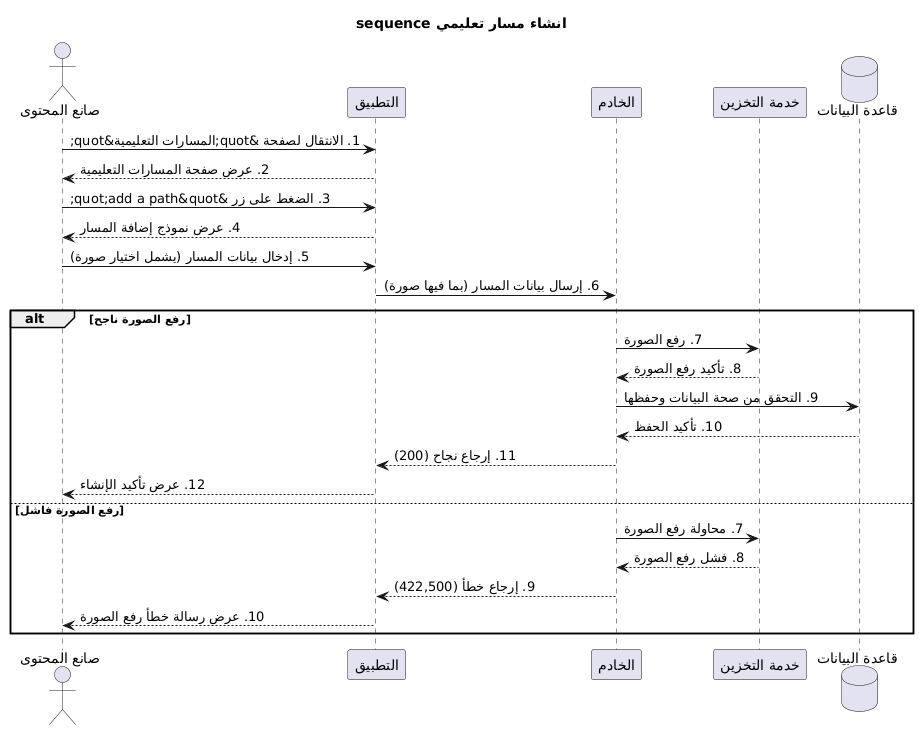 انشاء مسار تعليمي sequence
صانع المحتوى
التطبيق
الخادم
خدمة التخزين
قاعدة البيانات
1. الانتقال لصفحة &quot;المسارات التعليمية&quot;
2. عرض صفحة المسارات التعليمية
3. الضغط على زر &quot;add a path&quot;
4. عرض نموذج إضافة المسار
5. إدخال بيانات المسار (يشمل اختيار صورة)
6. إرسال بيانات المسار (بما فيها صورة)
alt [رفع الصورة ناجح]
7. رفع الصورة
8. تأكيد رفع الصورة
9. التحقق من صحة البيانات وحفظها
10. تأكيد الحفظ
11. إرجاع نجاح (200)
12. عرض تأكيد الإنشاء
[رفع الصورة فاشل]
7. محاولة رفع الصورة
8. فشل رفع الصورة
9. إرجاع خطأ (422,500)
10. عرض رسالة خطأ رفع الصورة
صانع المحتوى
التطبيق
الخادم
خدمة التخزين
قاعدة البيانات